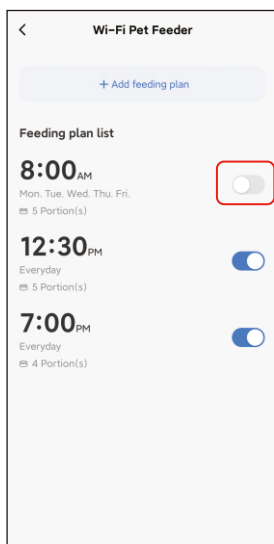 Wi-Fi Pet Feeder
+ Add feeding plan
Feeding plan list
8:00AM
Mon. Tue. Wed. Thu. Fri.
5 Portion(s)
12:30PM
Everyday
5 Portion(s)
7:00PM
Everyday
4 Portion(s)